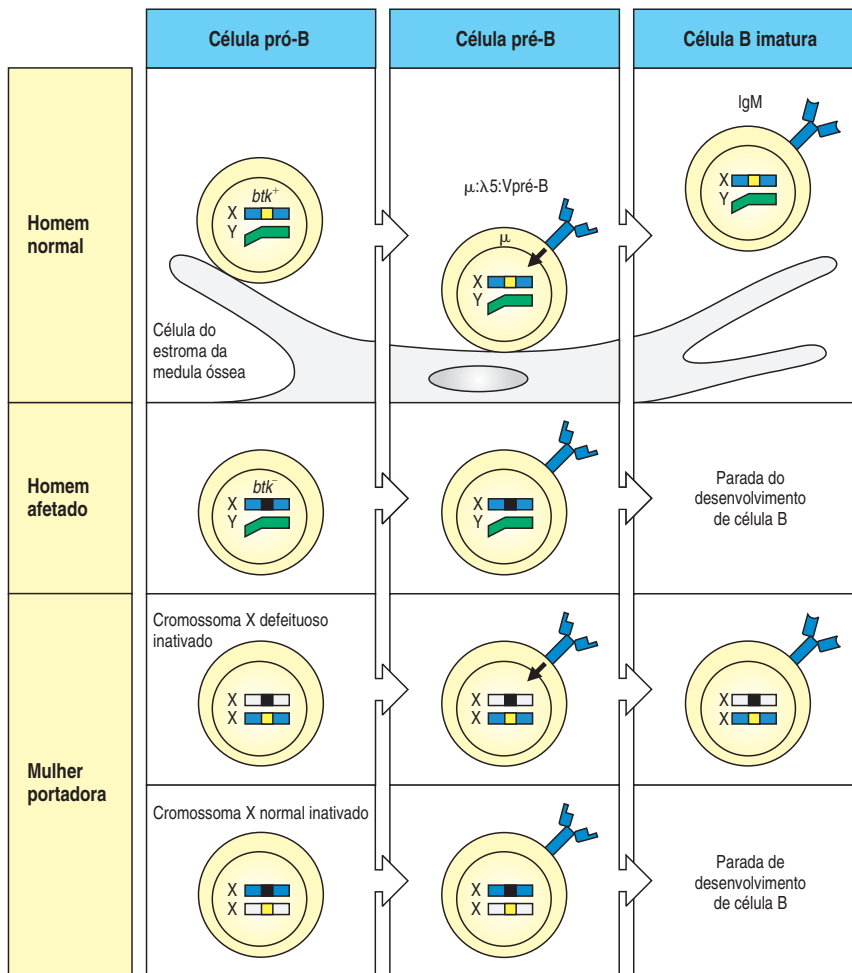 Célula pró-B
Célula pré-B
Célula B imatura
Homem
normal
btk⁺
X
Y
Célula do
estroma da
medula óssea
μ:λ5:Vpré-B
μ
X
Y
IgM
X
Y
Homem
afetado
btk⁻
X
Y
X
Y
Parada do
desenvolvimento
de célula B
Mulher
portadora
Cromossoma X defeituoso
inativado
X
X
X
X
X
X
Cromossoma X normal inativado
X
X
X
X
Parada de
desenvolvimento
de célula B